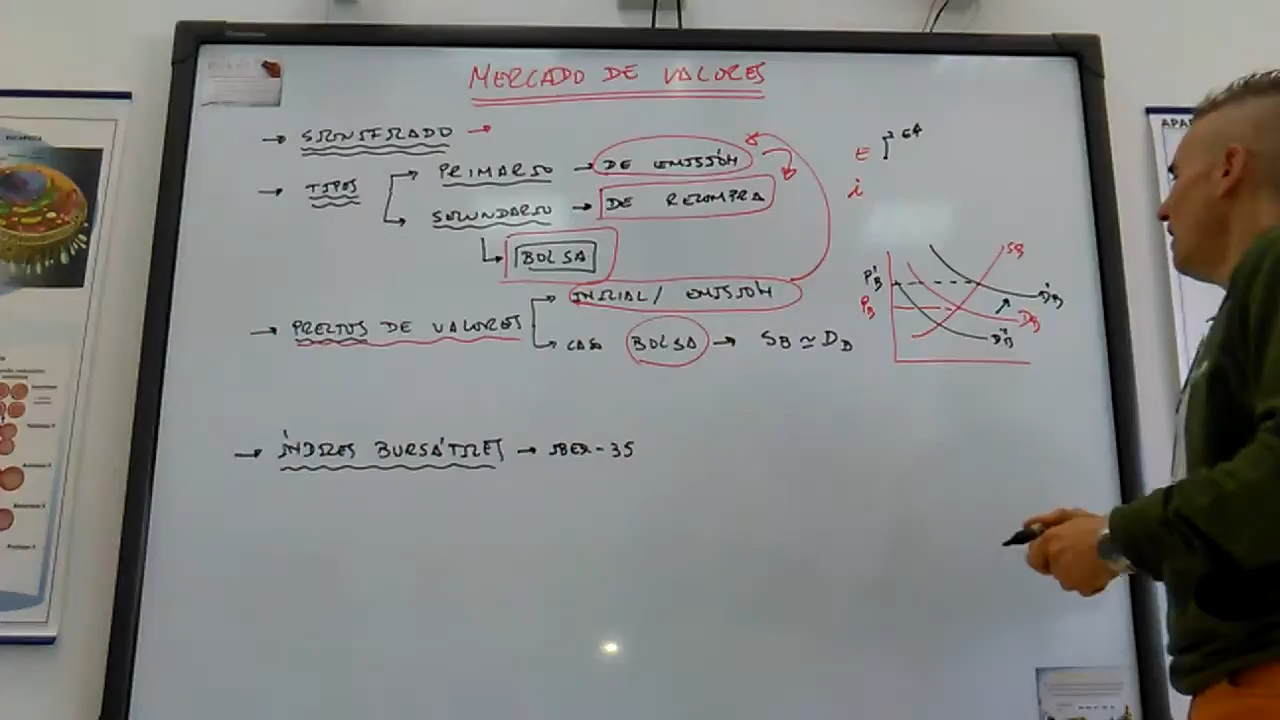 MERCADO DE VALORES
→ SIGNIFICADO →
→ TIPOS
PRIMARIO → DE EMISIÓN
SECUNDARIO → DE RECOMPRA
BOLSA
→ PRECIOS DE VALORES
INICIAL / EMISIÓN
CASO BOLSA → SB ≃ DB
→ ÍNDICES BURSÁTILES → IBEX-35
E
i
P'B
PB
SB
D'B
DB
D''B